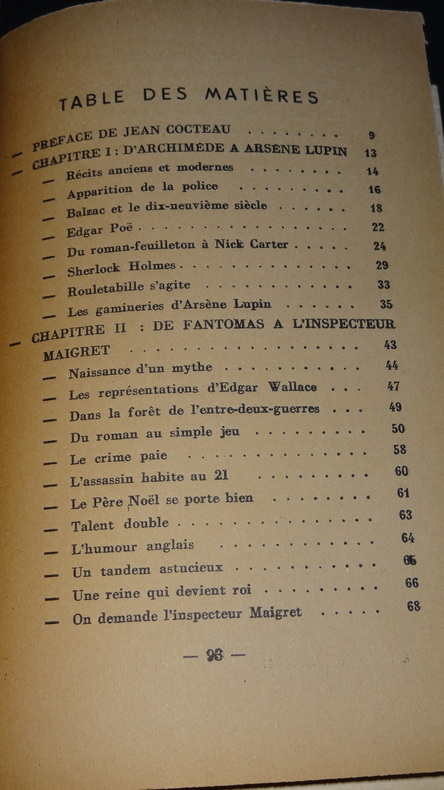 TABLE DES MATIÈRES
— PRÉFACE DE JEAN COCTEAU . . . . . . . . 9
— CHAPITRE I : D'ARCHIMÈDE A ARSÈNE LUPIN 13
— Récits anciens et modernes . . . . . . . . 14
— Apparition de la police . . . . . . . . . 16
— Balzac et le dix-neuvième siècle . . . . . . 18
— Edgar Poë . . . . . . . . . . . . . . . 22
— Du roman-feuilleton à Nick Carter . . . . . 24
— Sherlock Holmes . . . . . . . . . . . . . 29
— Rouletabille s'agite . . . . . . . . . . . . 33
— Les gamineries d'Arsène Lupin . . . . . . 35
— CHAPITRE II : DE FANTOMAS A L'INSPECTEUR
MAIGRET . . . . . . . . . . . . . . . . . . 43
— Naissance d'un mythe . . . . . . . . . . . 44
— Les représentations d'Edgar Wallace . . . 47
— Dans la forêt de l'entre-deux-guerres . . . 49
— Du roman au simple jeu . . . . . . . . . 50
— Le crime paie . . . . . . . . . . . . . 58
— L'assassin habite au 21 . . . . . . . . . 60
— Le Père Noël se porte bien . . . . . . . . 61
— Talent double . . . . . . . . . . . . . . 63
— L'humour anglais . . . . . . . . . . . 64
— Un tandem astucieux . . . . . . . . . . . 65
— Une reine qui devient roi . . . . . . . . . 66
— On demande l'inspecteur Maigret . . . . . 68
— 93 —